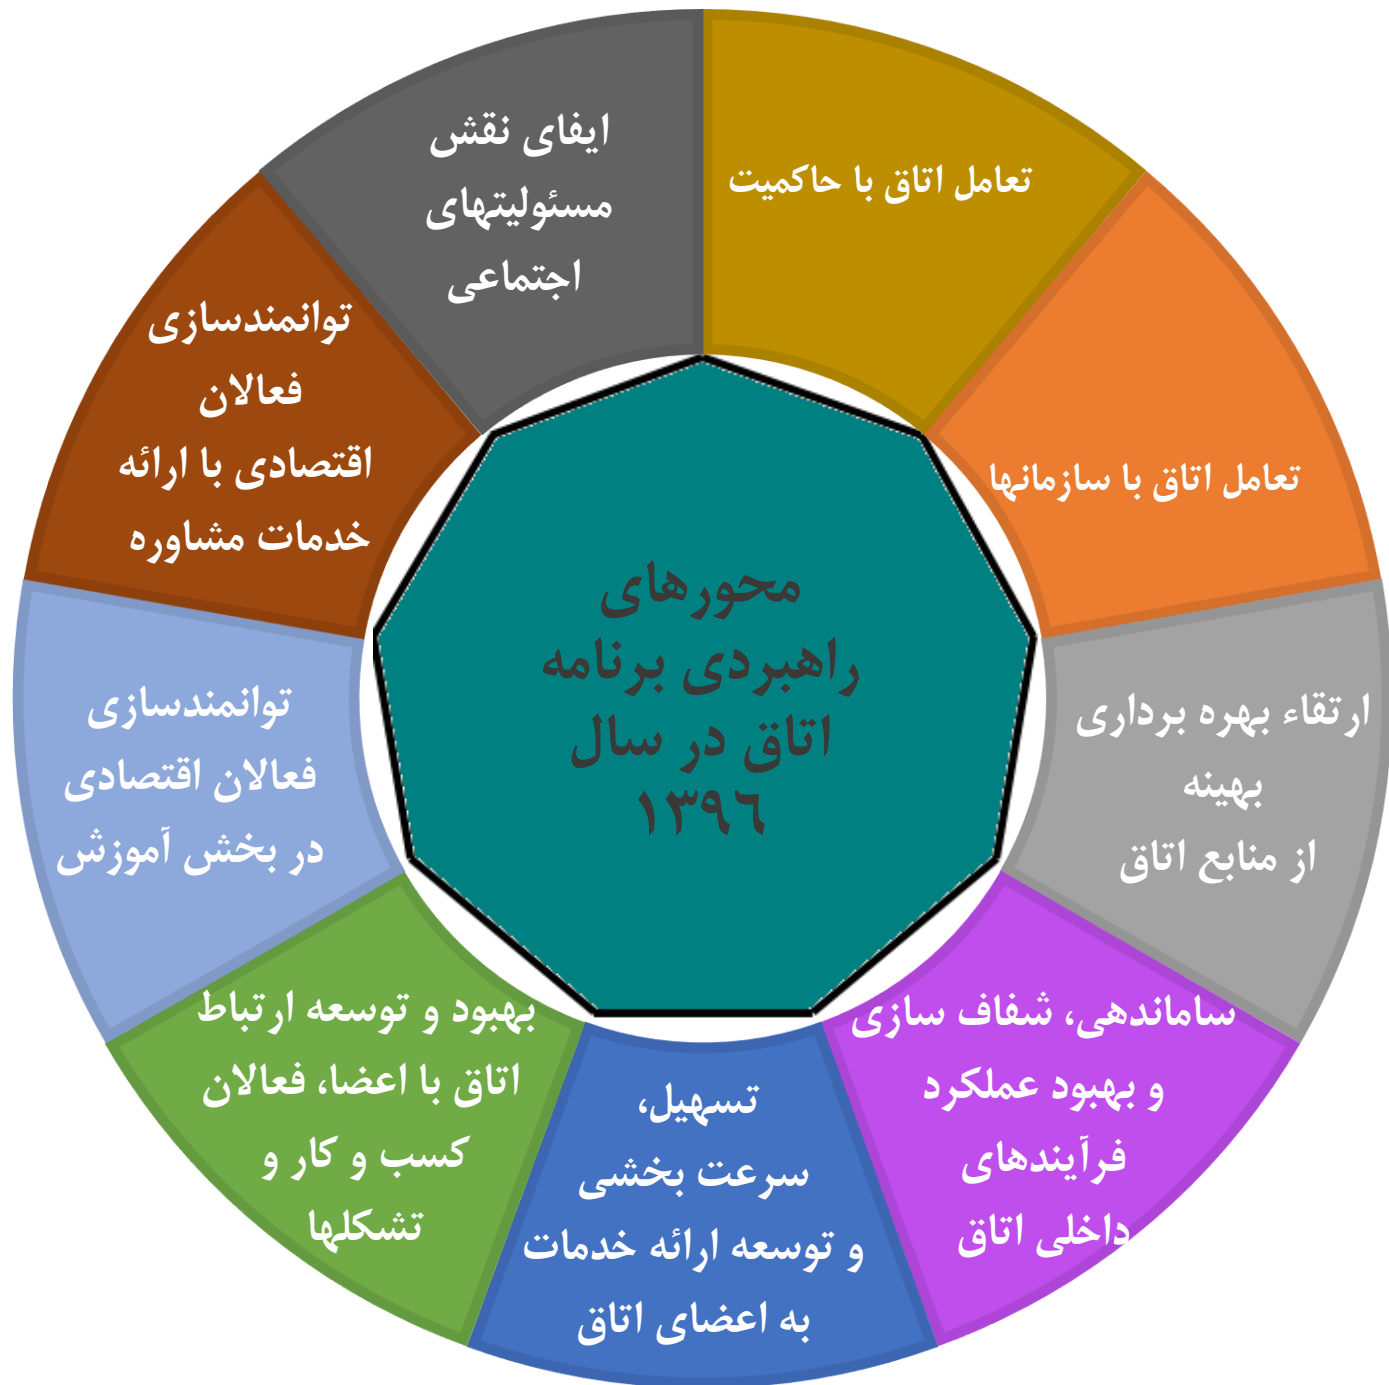 محورهای
راهبردی برنامه
اتاق در سال
١٣٩٦
تعامل اتاق با حاکمیت
تعامل اتاق با سازمانها
ارتقاء بهره برداری
بهینه
از منابع اتاق
ساماندهی، شفاف سازی
و بهبود عملکرد
فرآیندهای
داخلی اتاق
تسهیل،
سرعت بخشی
و توسعه ارائه خدمات
به اعضای اتاق
بهبود و توسعه ارتباط
اتاق با اعضا، فعالان
کسب و کار و
تشکلها
توانمندسازی
فعالان اقتصادی
در بخش آموزش
توانمندسازی
فعالان
اقتصادی با ارائه
خدمات مشاوره
ایفای نقش
مسئولیتهای
اجتماعی